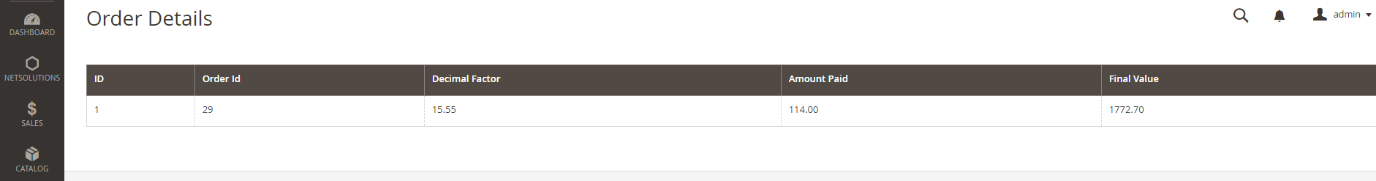 Order Details
admin
DASHBOARD
NETSOLUTIONS
SALES
CATALOG
ID Order Id Decimal Factor Amount Paid Final Value
1 29 15.55 114.00 1772.70